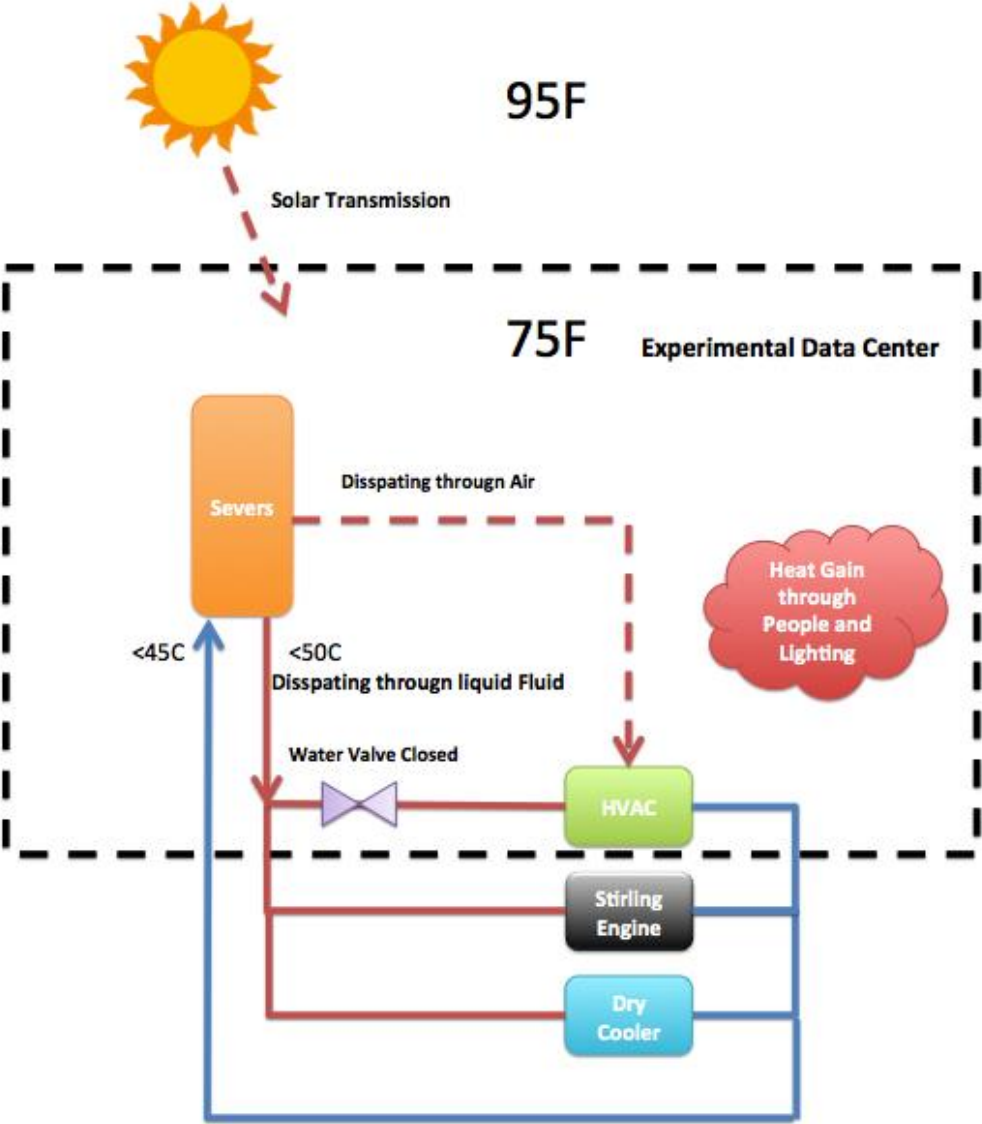 95F
Solar Transmission
75F
Experimental Data Center
Disspating througn Air
Severs
Heat Gain
through
People and
Lighting
<45C
<50C
Disspating through liquid Fluid
Water Valve Closed
HVAC
Stirling
Engine
Dry
Cooler